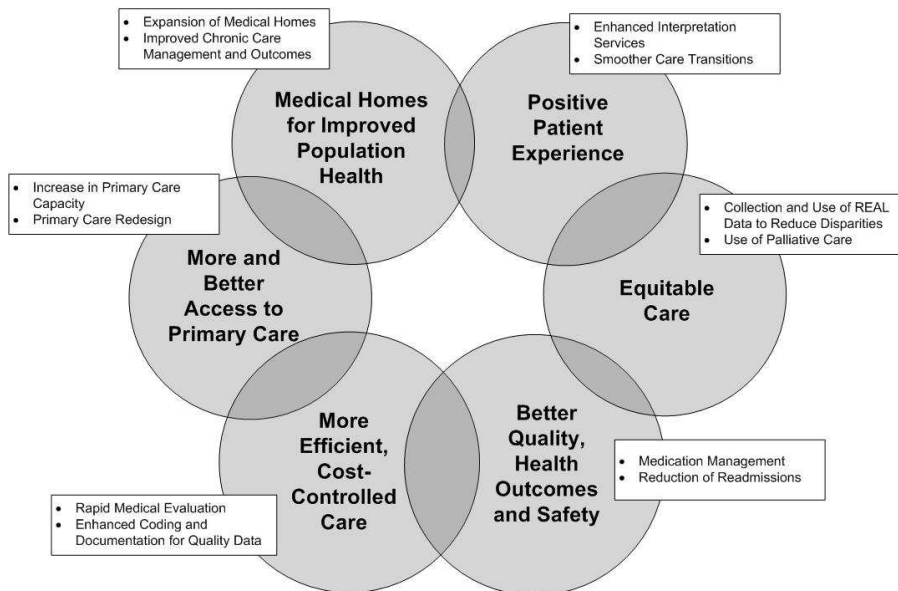 • Expansion of Medical Homes
• Improved Chronic Care
Management and Outcomes
• Enhanced Interpretation
Services
• Smoother Care Transitions
Medical Homes
for Improved
Population
Health
Positive
Patient
Experience
• Increase in Primary Care
Capacity
• Primary Care Redesign
• Collection and Use of REAL
Data to Reduce Disparities
• Use of Palliative Care
More and
Better
Access to
Primary Care
Equitable
Care
More
Efficient,
Cost-
Controlled
Care
Better
Quality,
Health
Outcomes
and Safety
• Medication Management
• Reduction of Readmissions
• Rapid Medical Evaluation
• Enhanced Coding and
Documentation for Quality Data